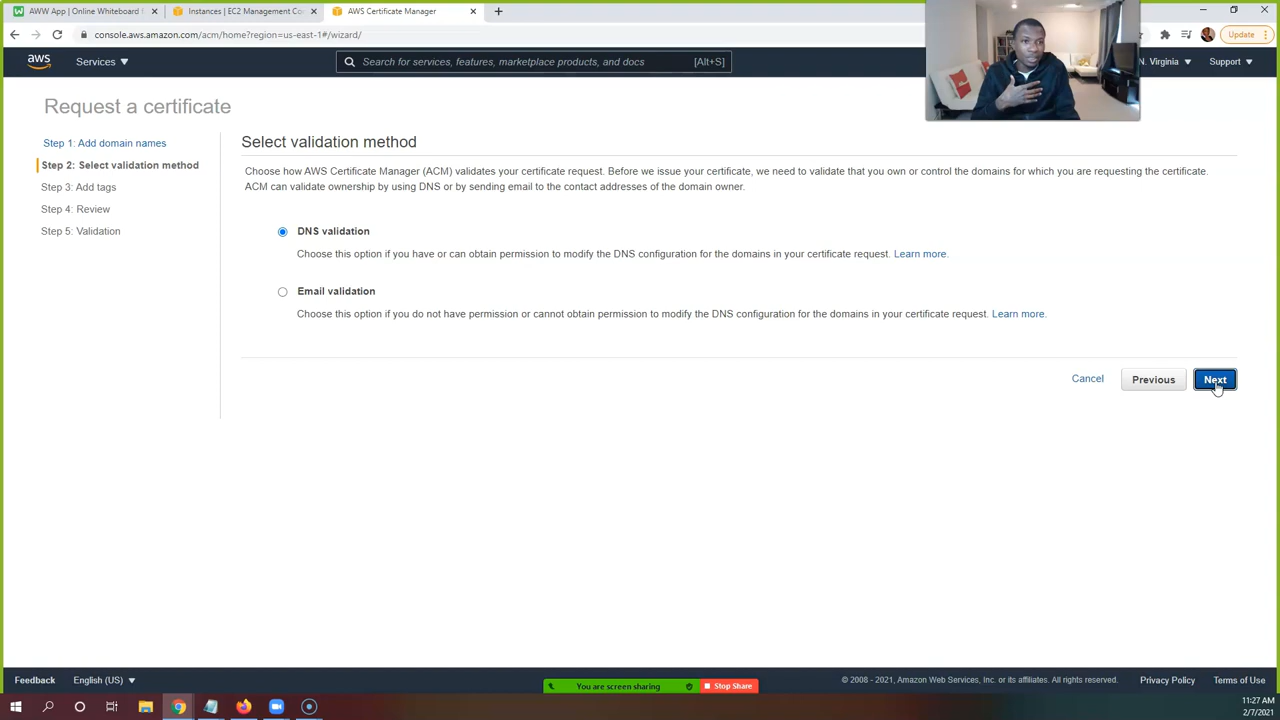 AWW App | Online Whiteboard
Instances | EC2 Management Co
AWS Certificate Manager
console.aws.amazon.com/acm/home?region=us-east-1#/wizard/
Update
aws
Services
Search for services, features, marketplace products, and docs
[Alt+S]
N. Virginia
Support
Request a certificate
Step 1: Add domain names
Step 2: Select validation method
Step 3: Add tags
Step 4: Review
Step 5: Validation
Select validation method
Choose how AWS Certificate Manager (ACM) validates your certificate request. Before we issue your certificate, we need to validate that you own or control the domains for which you are requesting the certificate.
ACM can validate ownership by using DNS or by sending email to the contact addresses of the domain owner.
DNS validation
Choose this option if you have or can obtain permission to modify the DNS configuration for the domains in your certificate request. Learn more.
Email validation
Choose this option if you do not have permission or cannot obtain permission to modify the DNS configuration for the domains in your certificate request. Learn more.
Cancel
Previous
Next
Feedback
English (US)
You are screen sharing
Stop Share
© 2008 - 2021, Amazon Web Services, Inc. or its affiliates. All rights reserved.
Privacy Policy
Terms of Use
11:27 AM
2/7/2021